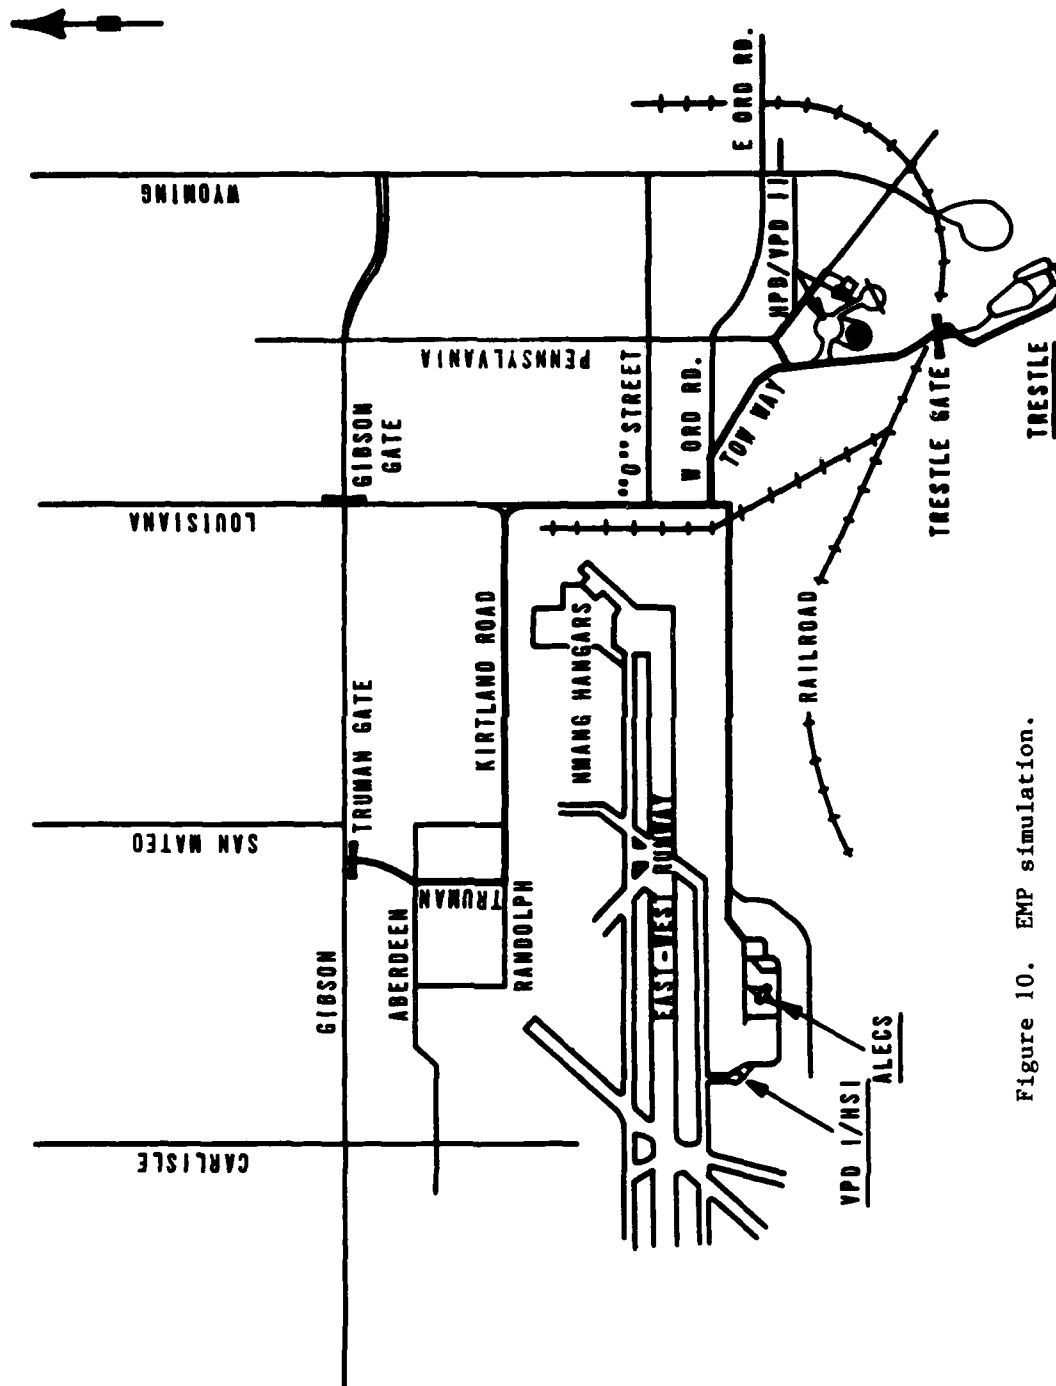 CARLISLE
SAN MATEO
LOUISIANA
WYOMING
GIBSON
TRUMAN GATE
GIBSON
GATE
PENNSYLVANIA
ABERDEEN
TRUMAN
RANDOLPH
KIRTLAND ROAD
NMANG HANGARS
"O" STREET
EAST-WEST RUNWAY
W ORD RD.
E ORD RD.
TOW WAY
HPB/VPD II
VPD I/HSI
ALECS
RAILROAD
TRESTLE GATE
TRESTLE
Figure 10. EMP simulation.